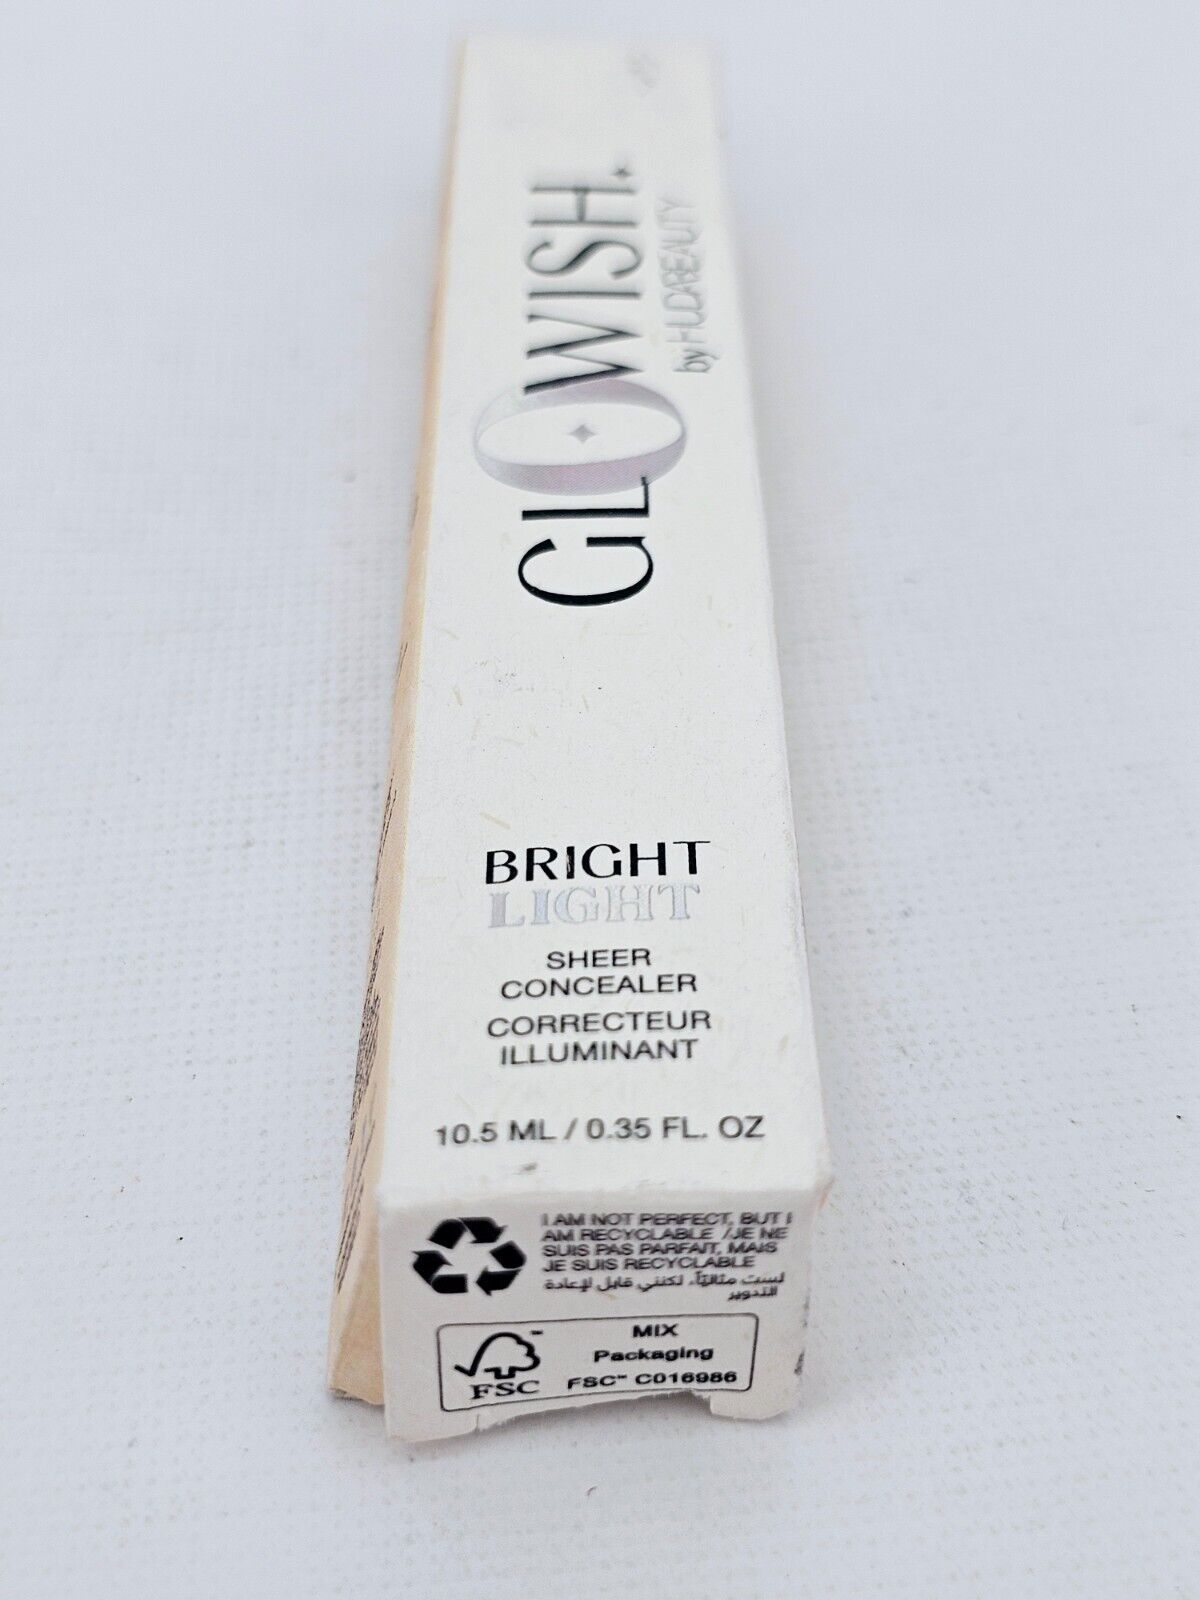 GLOWISH.
by HUDABEAUTY
BRIGHT
LIGHT
SHEER
CONCEALER
CORRECTEUR
ILLUMINANT
10.5 ML / 0.35 FL. OZ
I AM NOT PERFECT, BUT I
AM RECYCLABLE / JE NE
SUIS PAS PARFAIT, MAIS
JE SUIS RECYCLABLE
لست مثاليًا، لكنني قابل لإعادة
التدوير
FSC™
MIX
Packaging
FSC™ C016986